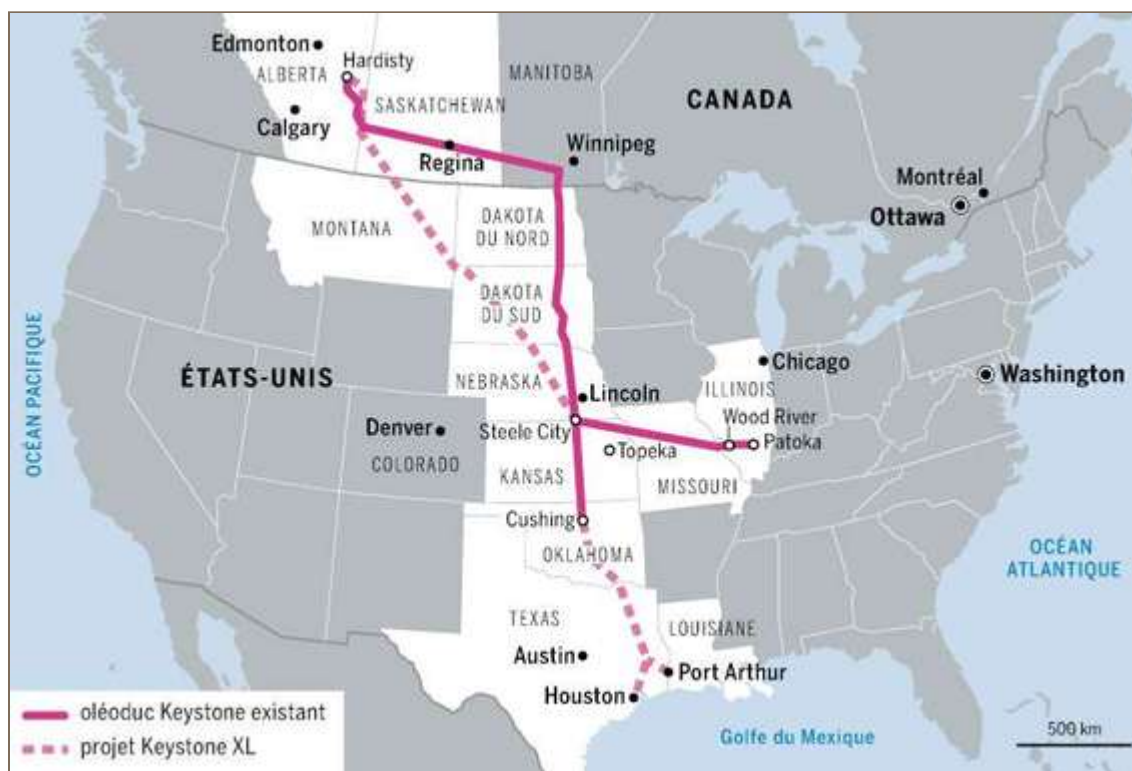 Edmonton
ALBERTA
Hardisty
MANITOBA
SASKATCHEWAN
CANADA
Calgary
Regina
Winnipeg
Montréal
Ottawa
MONTANA
DAKOTA
DU NORD
DAKOTA
DU SUD
OCÉAN PACIFIQUE
ÉTATS-UNIS
NEBRASKA
Lincoln
Chicago
ILLINOIS
Washington
Wood River
Denver
COLORADO
Steele City
Topeka
Patoka
KANSAS
MISSOURI
Cushing
OKLAHOMA
OCÉAN
ATLANTIQUE
TEXAS
LOUISIANE
Austin
Port Arthur
Houston
oléoduc Keystone existant
projet Keystone XL
Golfe du Mexique
500 km